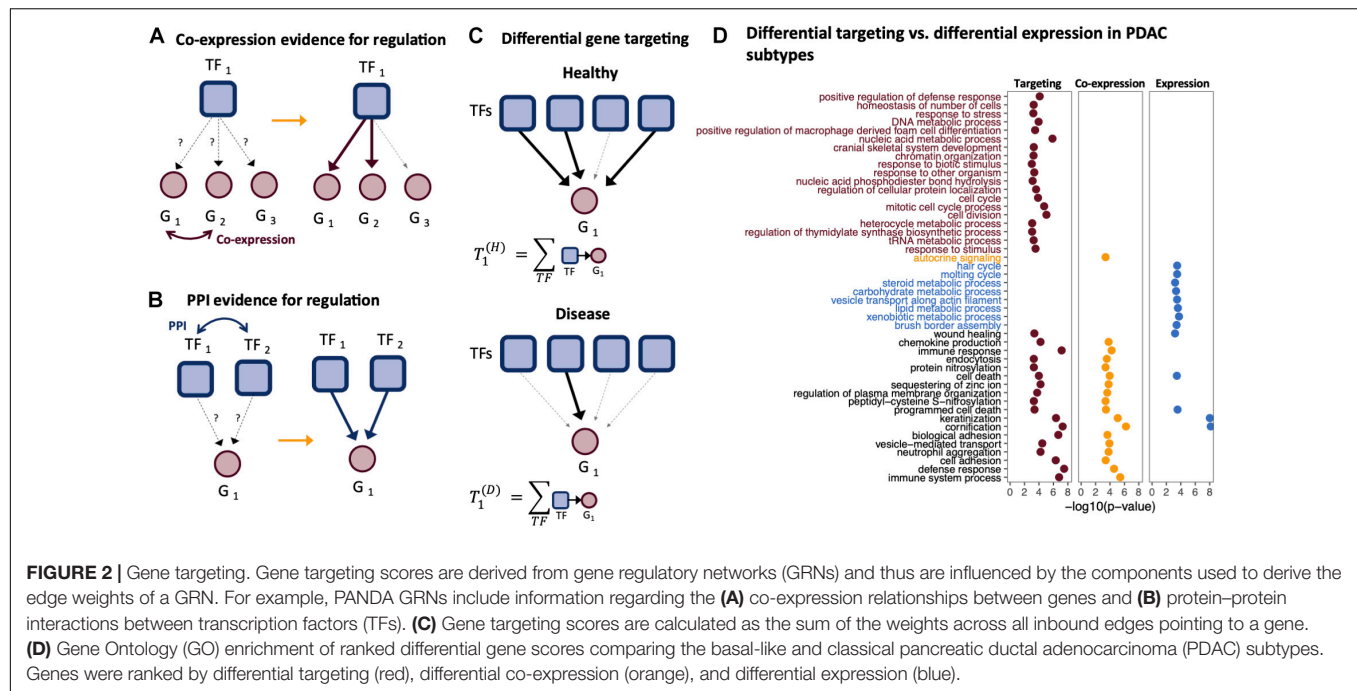 A Co-expression evidence for regulation
TF 1
TF 1
? ? ?
G 1 G 2 G 3
Co-expression
G 1 G 2 G 3
B PPI evidence for regulation
PPI
TF 1 TF 2
? ?
G 1
TF 1 TF 2
G 1
C Differential gene targeting
Healthy
TFs
G 1
T1(H) = ∑TF TF G1
Disease
TFs
G 1
T1(D) = ∑TF TF G1
D Differential targeting vs. differential expression in PDAC
subtypes
Targeting Co-expression Expression
positive regulation of defense response
homeostasis of number of cells
response to stress
DNA metabolic process
positive regulation of macrophage derived foam cell differentiation
nucleic acid metabolic process
cranial skeletal system development
chromatin organization
response to biotic stimulus
response to other organism
nucleic acid phosphodiester bond hydrolysis
regulation of cellular protein localization
cell cycle
mitotic cell cycle process
cell division
heterocycle metabolic process
regulation of thymidylate synthase biosynthetic process
tRNA metabolic process
response to stimulus
autocrine signaling
hair cycle
molting cycle
steroid metabolic process
carbohydrate metabolic process
vesicle transport along actin filament
lipid metabolic process
xenobiotic metabolic process
brush border assembly
wound healing
chemokine production
immune response
endocytosis
protein nitrosylation
cell death
sequestering of zinc ion
regulation of plasma membrane organization
peptidyl-cysteine S-nitrosylation
programmed cell death
keratinization
cornification
biological adhesion
vesicle-mediated transport
neutrophil aggregation
cell adhesion
defense response
immune system process
0 2 4 6 8 0 2 4 6 8 0 2 4 6 8
−log10(p−value)
FIGURE 2 | Gene targeting. Gene targeting scores are derived from gene regulatory networks (GRNs) and thus are influenced by the components used to derive the
edge weights of a GRN. For example, PANDA GRNs include information regarding the (A) co-expression relationships between genes and (B) protein–protein
interactions between transcription factors (TFs). (C) Gene targeting scores are calculated as the sum of the weights across all inbound edges pointing to a gene.
(D) Gene Ontology (GO) enrichment of ranked differential gene scores comparing the basal-like and classical pancreatic ductal adenocarcinoma (PDAC) subtypes.
Genes were ranked by differential targeting (red), differential co-expression (orange), and differential expression (blue).